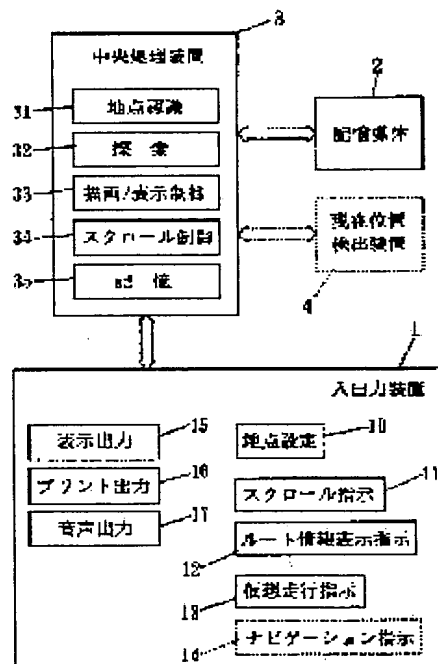 3
中央処理装置
31 地点認識
32 探 索
33 描画/表示制御
34 スクロール制御
35 記 憶
2
記憶媒体
現在位置
検出装置
4
1
入出力装置
表示出力 15
プリント出力 16
音声出力 17
地点設定 10
スクロール指示 11
ルート情報表示指示
12
仮想走行指示
13
ナビゲーション指示
14